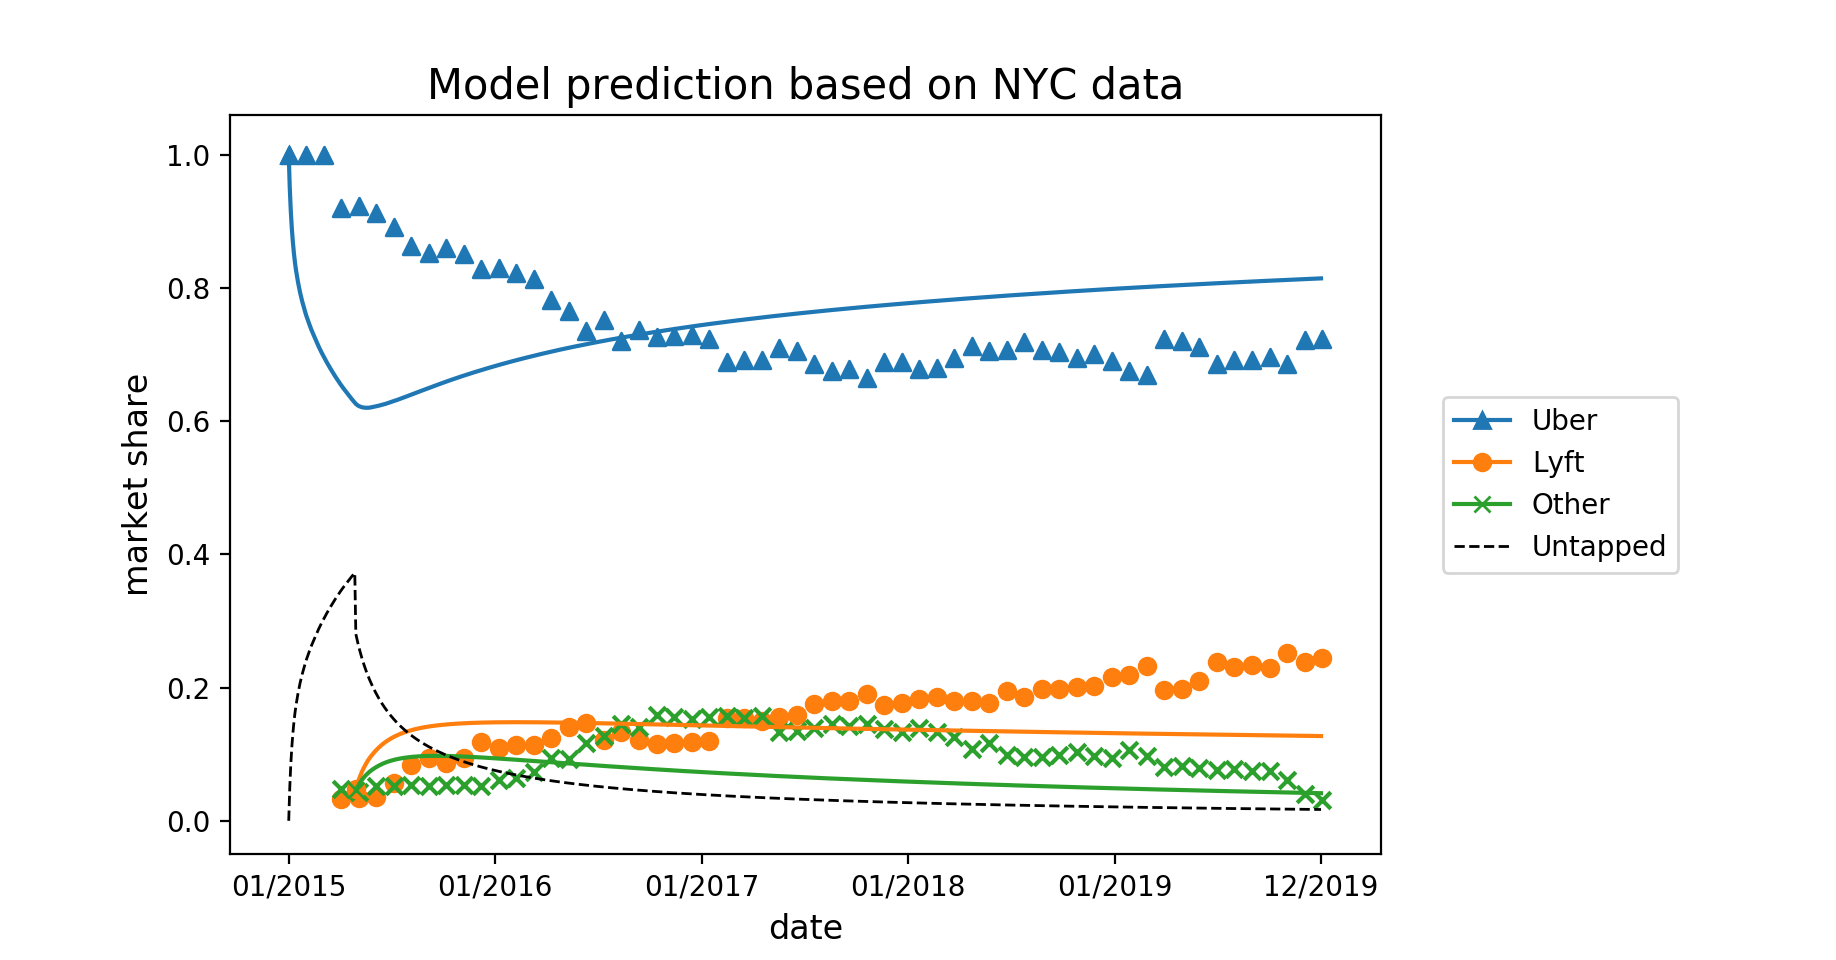 Model prediction based on NYC data
1.0
0.8
0.6
0.4
0.2
0.0
market share
01/2015 01/2016 01/2017 01/2018 01/2019 12/2019
date
Uber
Lyft
Other
Untapped